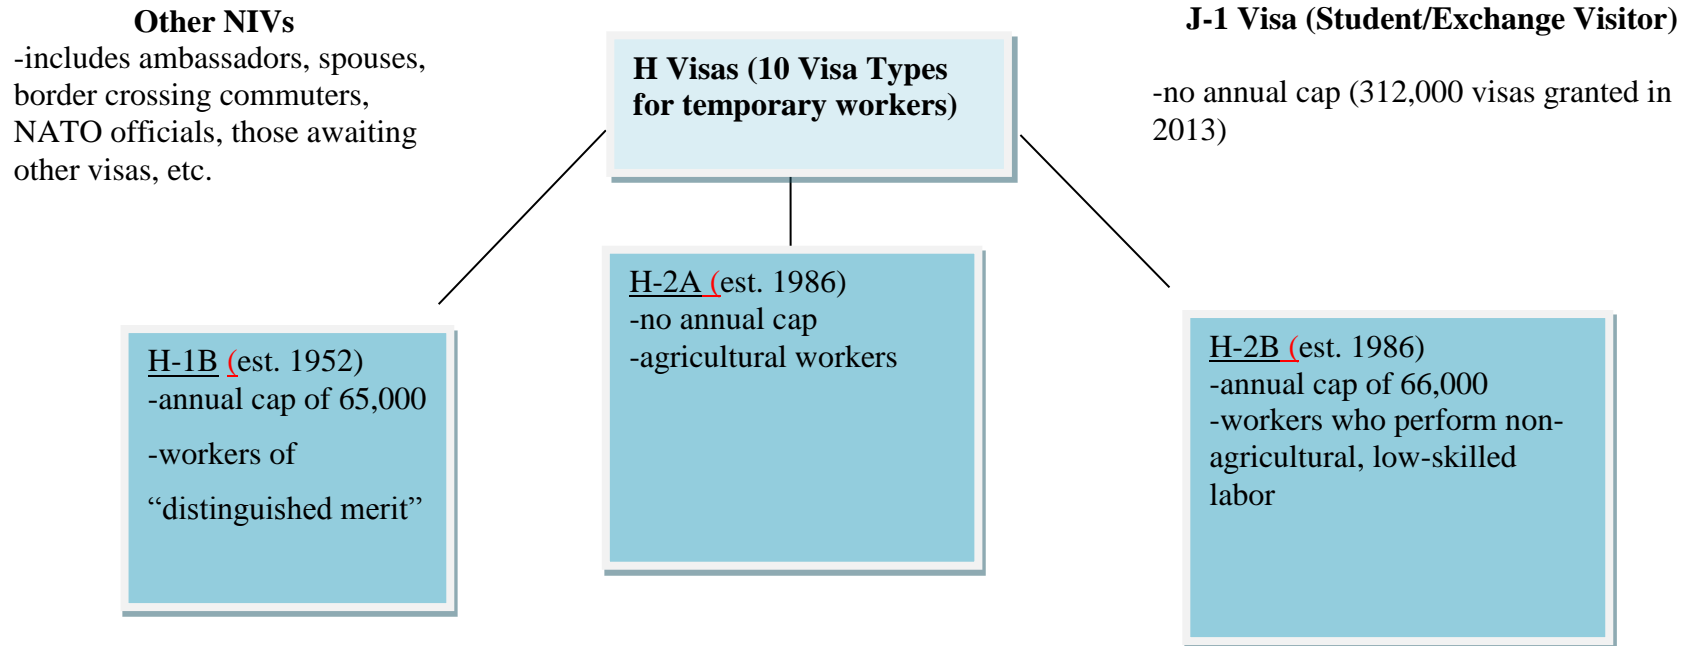 Other NIVs
-includes ambassadors, spouses,
border crossing commuters,
NATO officials, those awaiting
other visas, etc.
H Visas (10 Visa Types
for temporary workers)
J-1 Visa (Student/Exchange Visitor)
-no annual cap (312,000 visas granted in
2013)
H-1B (est. 1952)
-annual cap of 65,000
-workers of
“distinguished merit”
H-2A (est. 1986)
-no annual cap
-agricultural workers
H-2B (est. 1986)
-annual cap of 66,000
-workers who perform non-
agricultural, low-skilled
labor